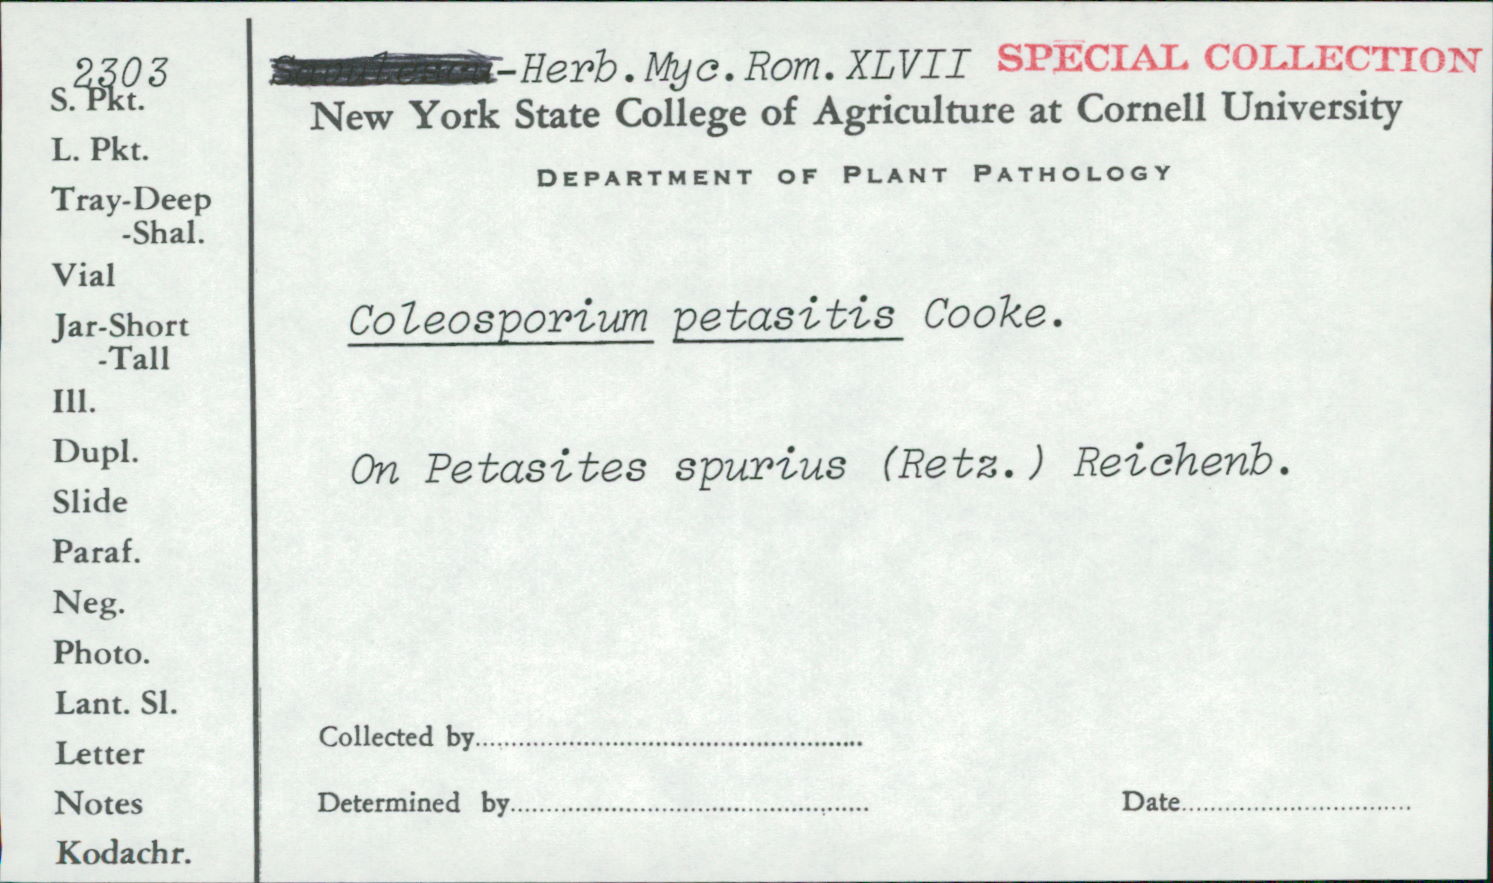 2303
S. Pkt.
L. Pkt.
Tray-Deep
-Shal.
Vial
Jar-Short
-Tall
Ill.
Dupl.
Slide
Paraf.
Neg.
Photo.
Lant. Sl.
Letter
Notes
Kodachr.
-Herb.Myc.Rom.XLVII SPECIAL COLLECTION
New York State College of Agriculture at Cornell University
DEPARTMENT OF PLANT PATHOLOGY
Coleosporium petasitis Cooke.
On Petasites spurius (Retz.) Reichenb.
Collected by
Determined by
Date